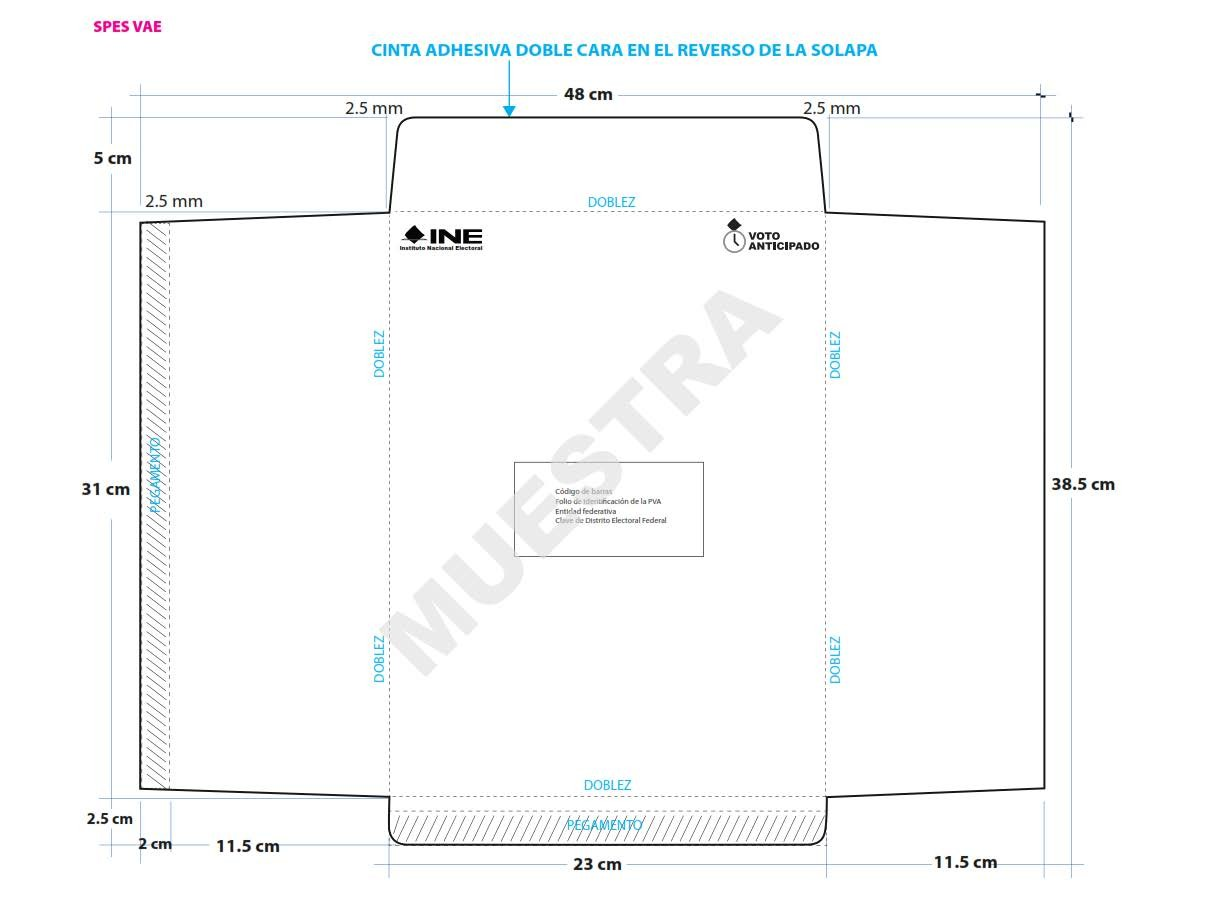 SPES VAE
CINTA ADHESIVA DOBLE CARA EN EL REVERSO DE LA SOLAPA
48 cm
2.5 mm
2.5 mm
5 cm
2.5 mm
DOBLEZ
INE
Instituto Nacional Electoral
VOTO
ANTICIPADO
DOBLEZ
DOBLEZ
MUESTRA
PEGAMENTO
31 cm
38.5 cm
Código de barras
Folio de Identificación de la PVA
Entidad federativa
Clave de Distrito Electoral Federal
DOBLEZ
DOBLEZ
DOBLEZ
2.5 cm
PEGAMENTO
2 cm
11.5 cm
23 cm
11.5 cm